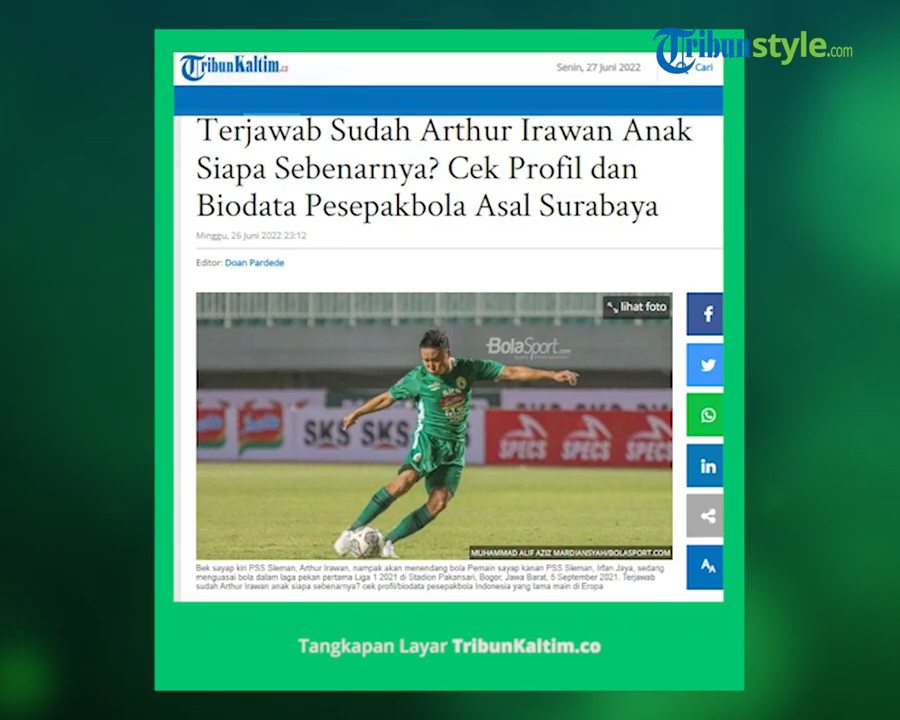 Tribunstyle.com
TribunKaltim.co
Senin, 27 Juni 2022
Cari
Terjawab Sudah Arthur Irawan Anak
Siapa Sebenarnya? Cek Profil dan
Biodata Pesepakbola Asal Surabaya
Minggu, 26 Juni 2022 23:12
Editor: Doan Pardede
lihat foto
BolaSport.com
SKS SKS
SPECS SPECS SPECS
MUHAMMAD ALIF AZIZ MARDIANSYAH/BOLASPORT.COM
Bek sayap kiri PSS Sleman, Arthur Irawan, nampak akan menendang bola Pemain sayap kanan PSS Sleman, Irfan Jaya, sedang
menguasai bola dalam laga pekan pertama Liga 1 2021 di Stadion Pakansari, Bogor, Jawa Barat, 5 September 2021. Terjawab
sudah Arthur Irawan anak siapa sebenarnya? cek profil/biodata pesepakbola Indonesia yang lama main di Eropa
Tangkapan Layar TribunKaltim.co